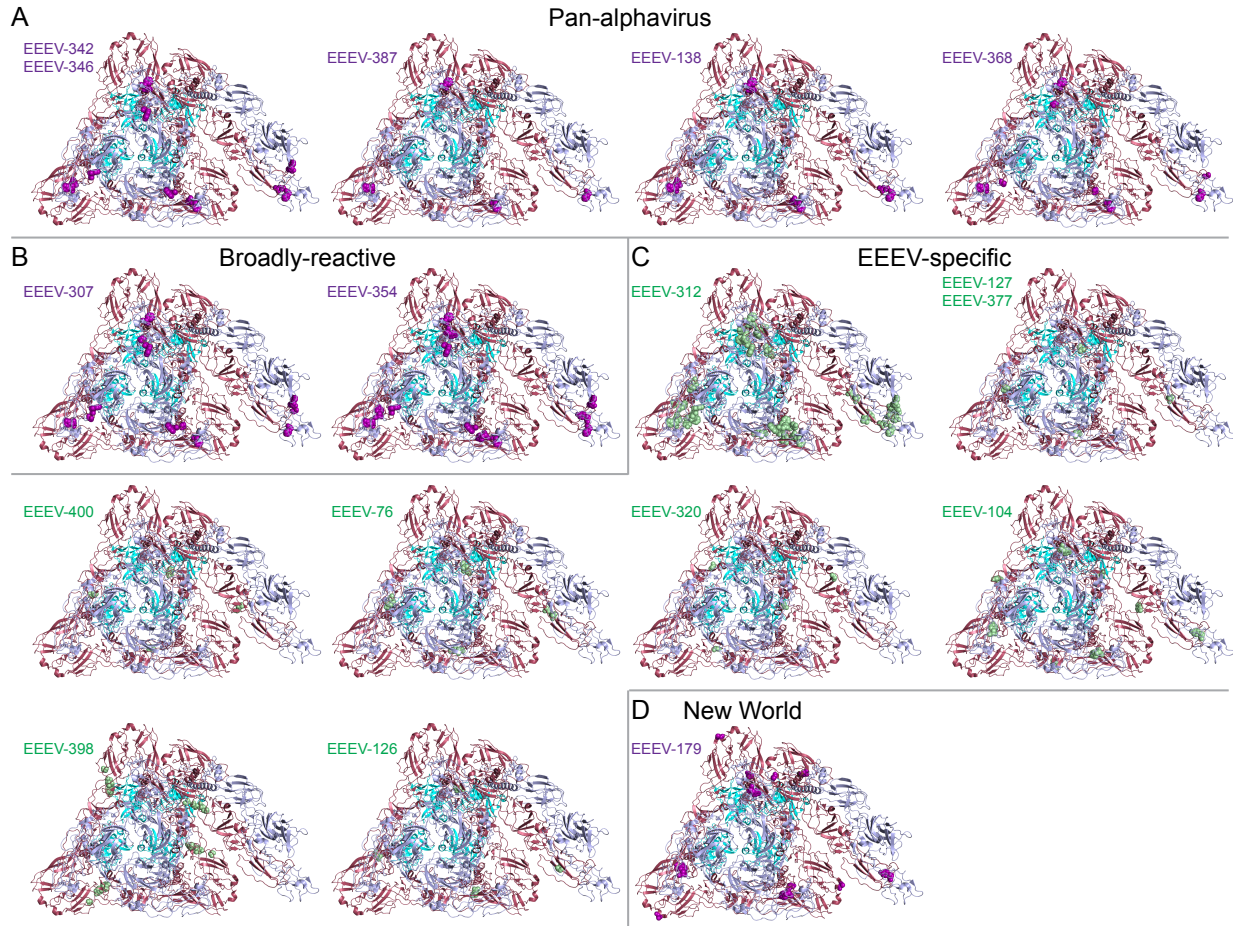 A
Pan-alphavirus
EEEV-342
EEEV-346
EEEV-387
EEEV-138
EEEV-368
B
Broadly-reactive
EEEV-307
EEEV-354
C
EEEV-specific
EEEV-312
EEEV-127
EEEV-377
EEEV-400
EEEV-76
EEEV-320
EEEV-104
EEEV-398
EEEV-126
D
New World
EEEV-179